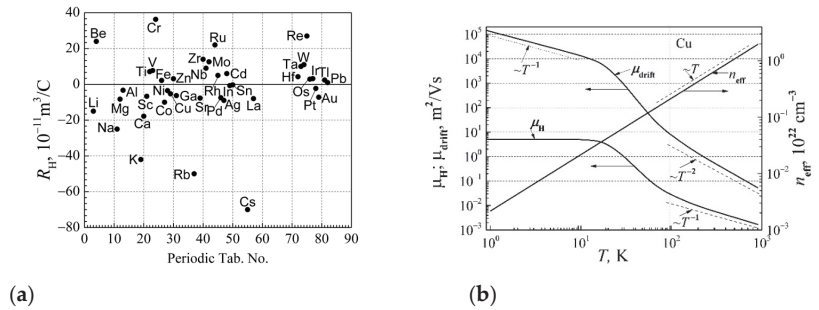 R_H, 10^-11 m^3/C
40
20
0
−20
−40
−60
−80
Be
Cr
Ru
Re
V
Ti
Fe
Zr
Mo
Nb
Zn
Cd
Ta
W
Hf
Ir
Tl
Pb
Li
Mg
Al
Sc
Ni
Co
Cu
Ga
Sr
Rh
Pd
In
Ag
Sn
La
Os
Pt
Au
Na
Ca
K
Rb
Cs
0 10 20 30 40 50 60 70 80 90
Periodic Tab. No.
(a)
μ_H; μ_drift, m^2/Vs
10^5
10^4
10^3
10^2
10^1
10^0
10^-1
10^-2
10^-3
Cu
~T^-1
μ_drift
~T
n_eff
μ_H
~T^-2
~T^-1
10^0
10^-1
10^-2
10^-3
n_eff, 10^22 cm^-3
10^0 10^1 10^2 10^3
T, K
(b)